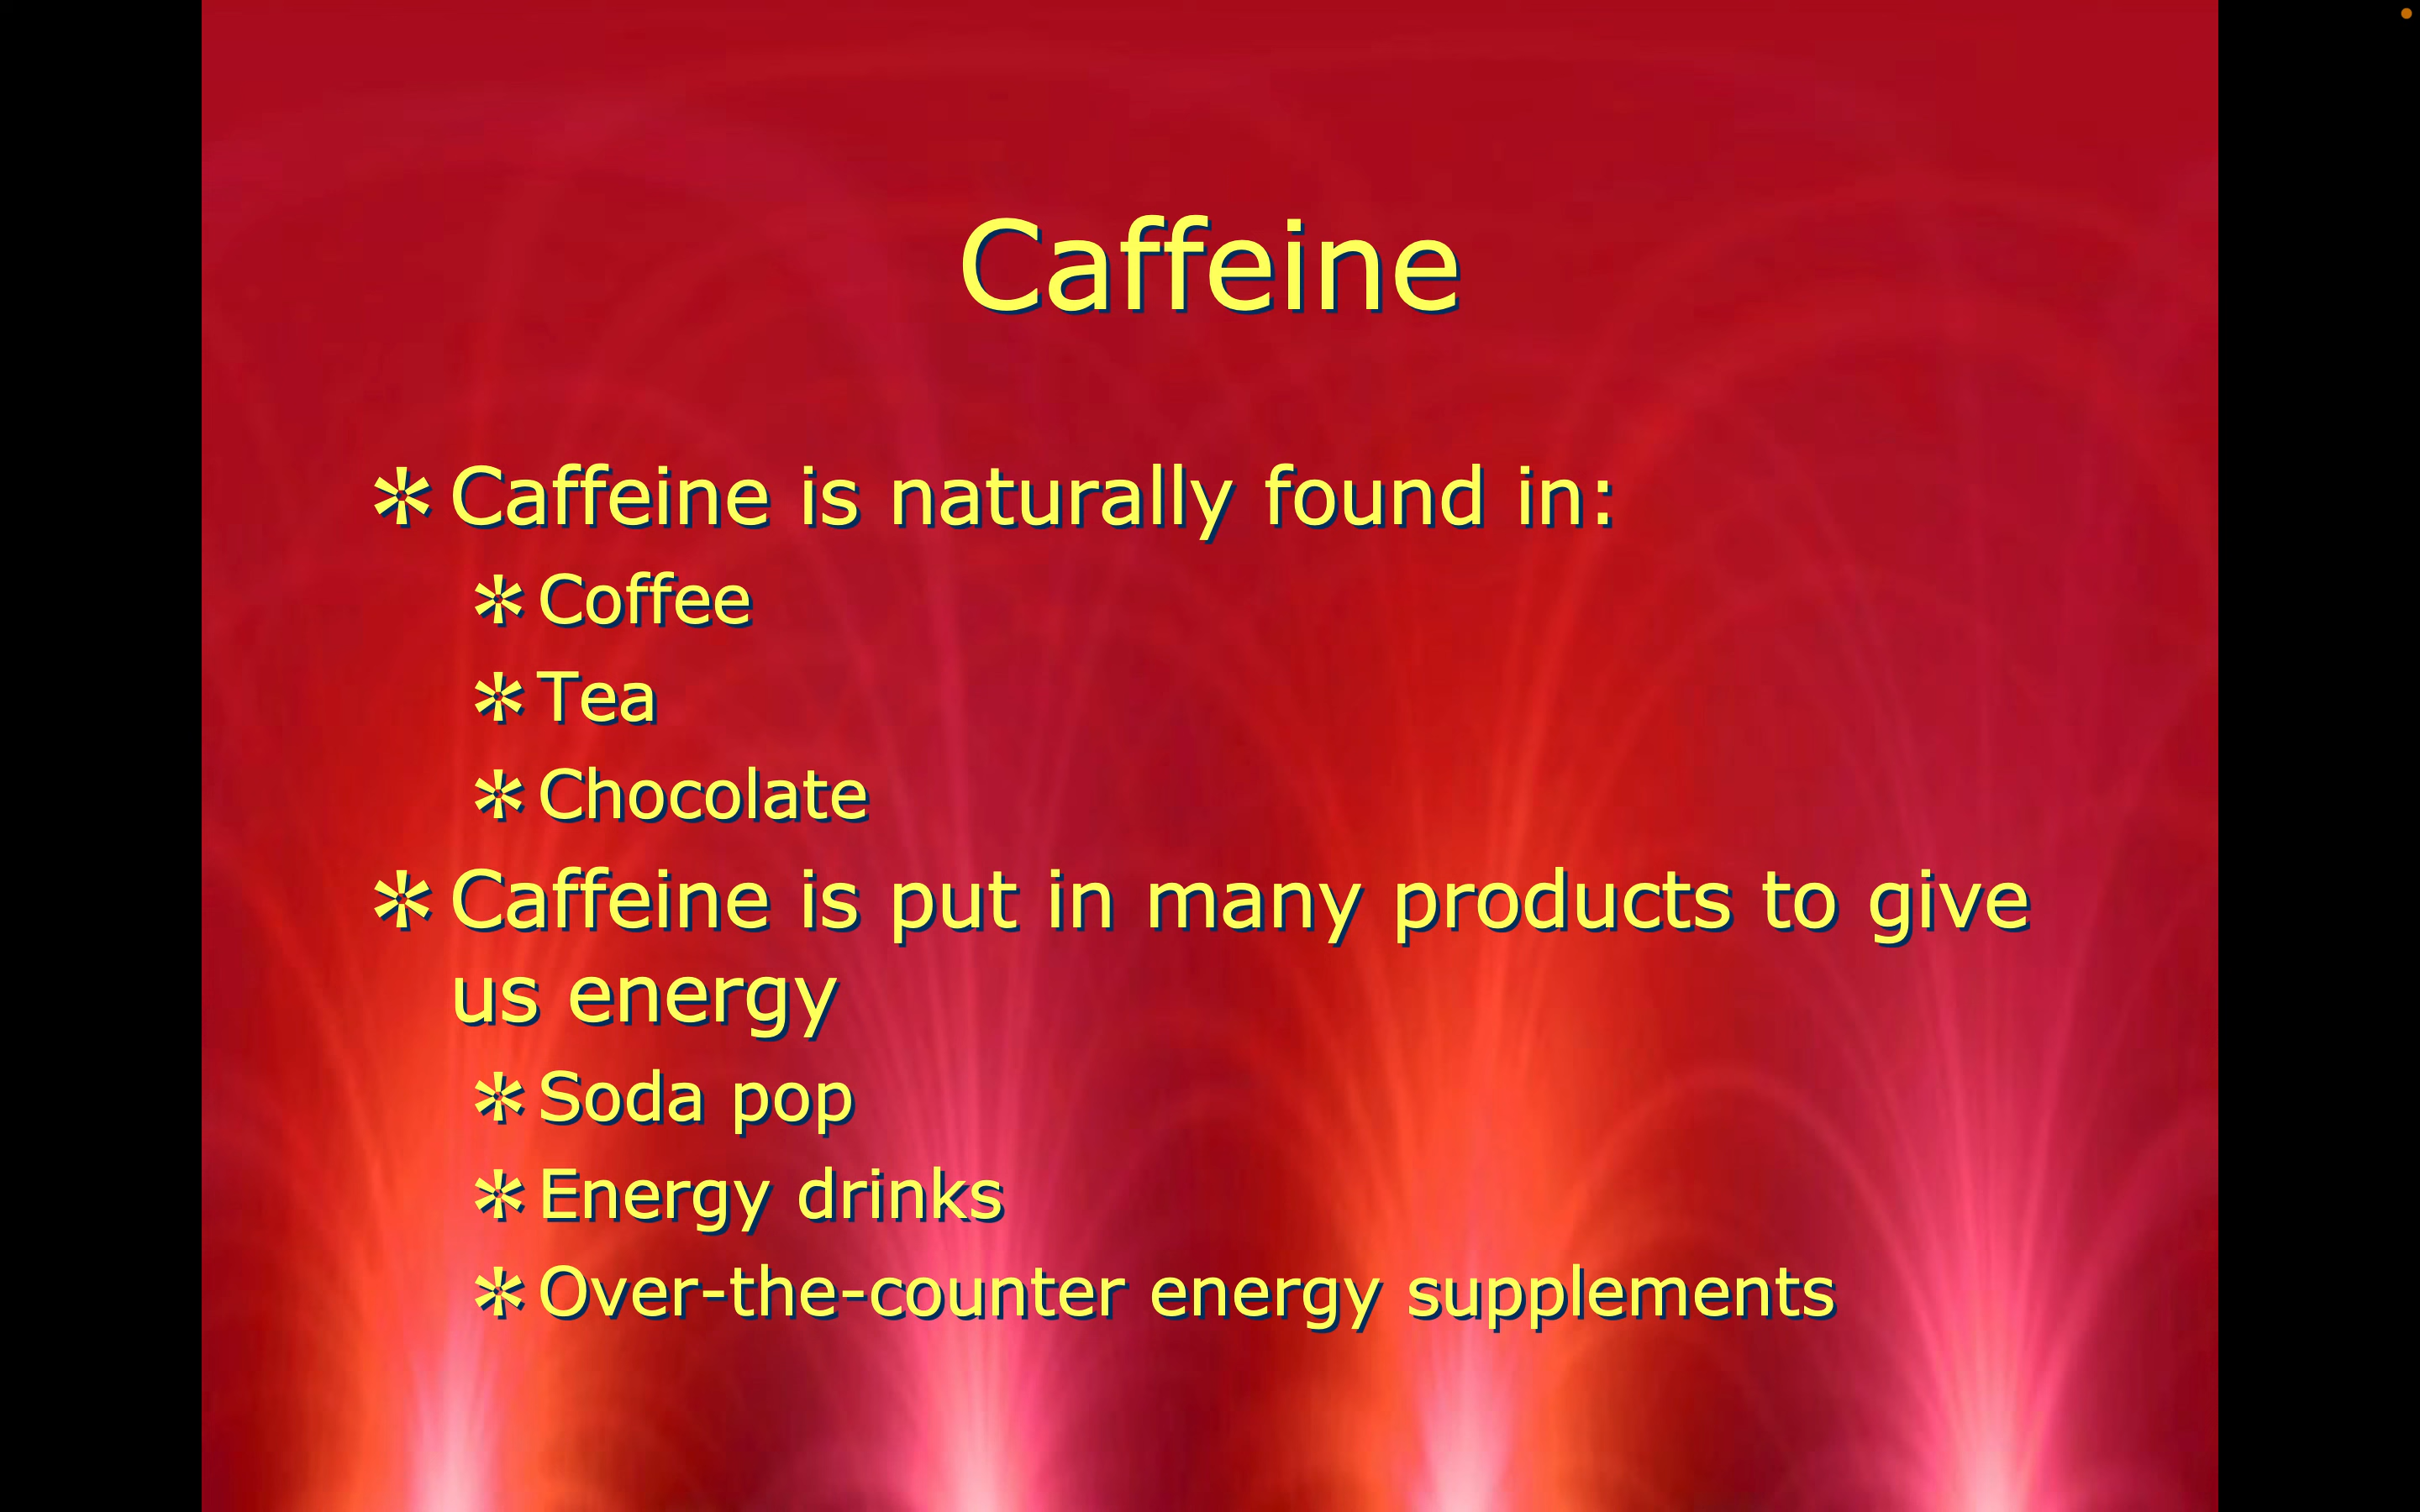 Caffeine
* Caffeine is naturally found in:
* Coffee
* Tea
* Chocolate
* Caffeine is put in many products to give
us energy
* Soda pop
* Energy drinks
* Over-the-counter energy supplements